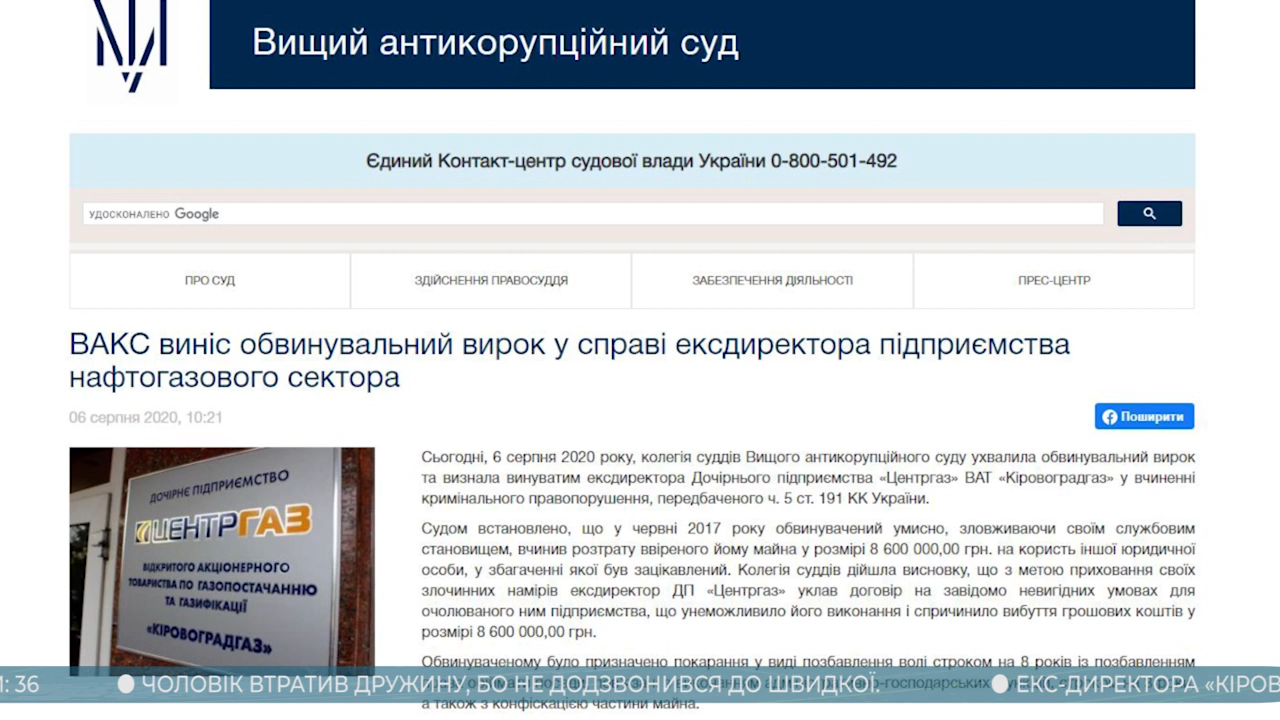 Вищий антикорупційний суд
Єдиний Контакт-центр судової влади України 0-800-501-492
УДОСКОНАЛЕНО Google
ПРО СУД
ЗДІЙСНЕННЯ ПРАВОСУДДЯ
ЗАБЕЗПЕЧЕННЯ ДІЯЛЬНОСТІ
ПРЕС-ЦЕНТР
ВАКС виніс обвинувальний вирок у справі ексдиректора підприємства
нафтогазового сектора
06 серпня 2020, 10:21
Поширити
ДОЧІРНЄ ПІДПРИЄМСТВО
ЦЕНТРГАЗ
ВІДКРИТОГО АКЦІОНЕРНОГО
ТОВАРИСТВА ПО ГАЗОПОСТАЧАННЮ
ТА ГАЗИФІКАЦІЇ
«КІРОВОГРАДГАЗ»
Сьогодні, 6 серпня 2020 року, колегія суддів Вищого антикорупційного суду ухвалила обвинувальний вирок
та визнала винуватим ексдиректора Дочірнього підприємства «Центргаз» ВАТ «Кіровоградгаз» у вчиненні
кримінального правопорушення, передбаченого ч. 5 ст. 191 КК України.
Судом встановлено, що у червні 2017 року обвинувачений умисно, зловживаючи своїм службовим
становищем, вчинив розтрату ввіреного йому майна у розмірі 8 600 000,00 грн. на користь іншої юридичної
особи, у збагаченні якої був зацікавлений. Колегія суддів дійшла висновку, що з метою приховання своїх
злочинних намірів ексдиректор ДП «Центргаз» уклав договір на завідомо невигідних умовах для
очолюваного ним підприємства, що унеможливило його виконання і спричинило вибуття грошових коштів у
розмірі 8 600 000,00 грн.
Обвинуваченому було призначено покарання у виді позбавлення волі строком на 8 років із позбавленням
а також з конфіскацією частини майна.
И: 36 ● ЧОЛОВІК ВТРАТИВ ДРУЖИНУ, БО НЕ ДОДЗВОНИВСЯ ДО ШВИДКОЇ. ● ЕКС-ДИРЕКТОРА «КІРОВ